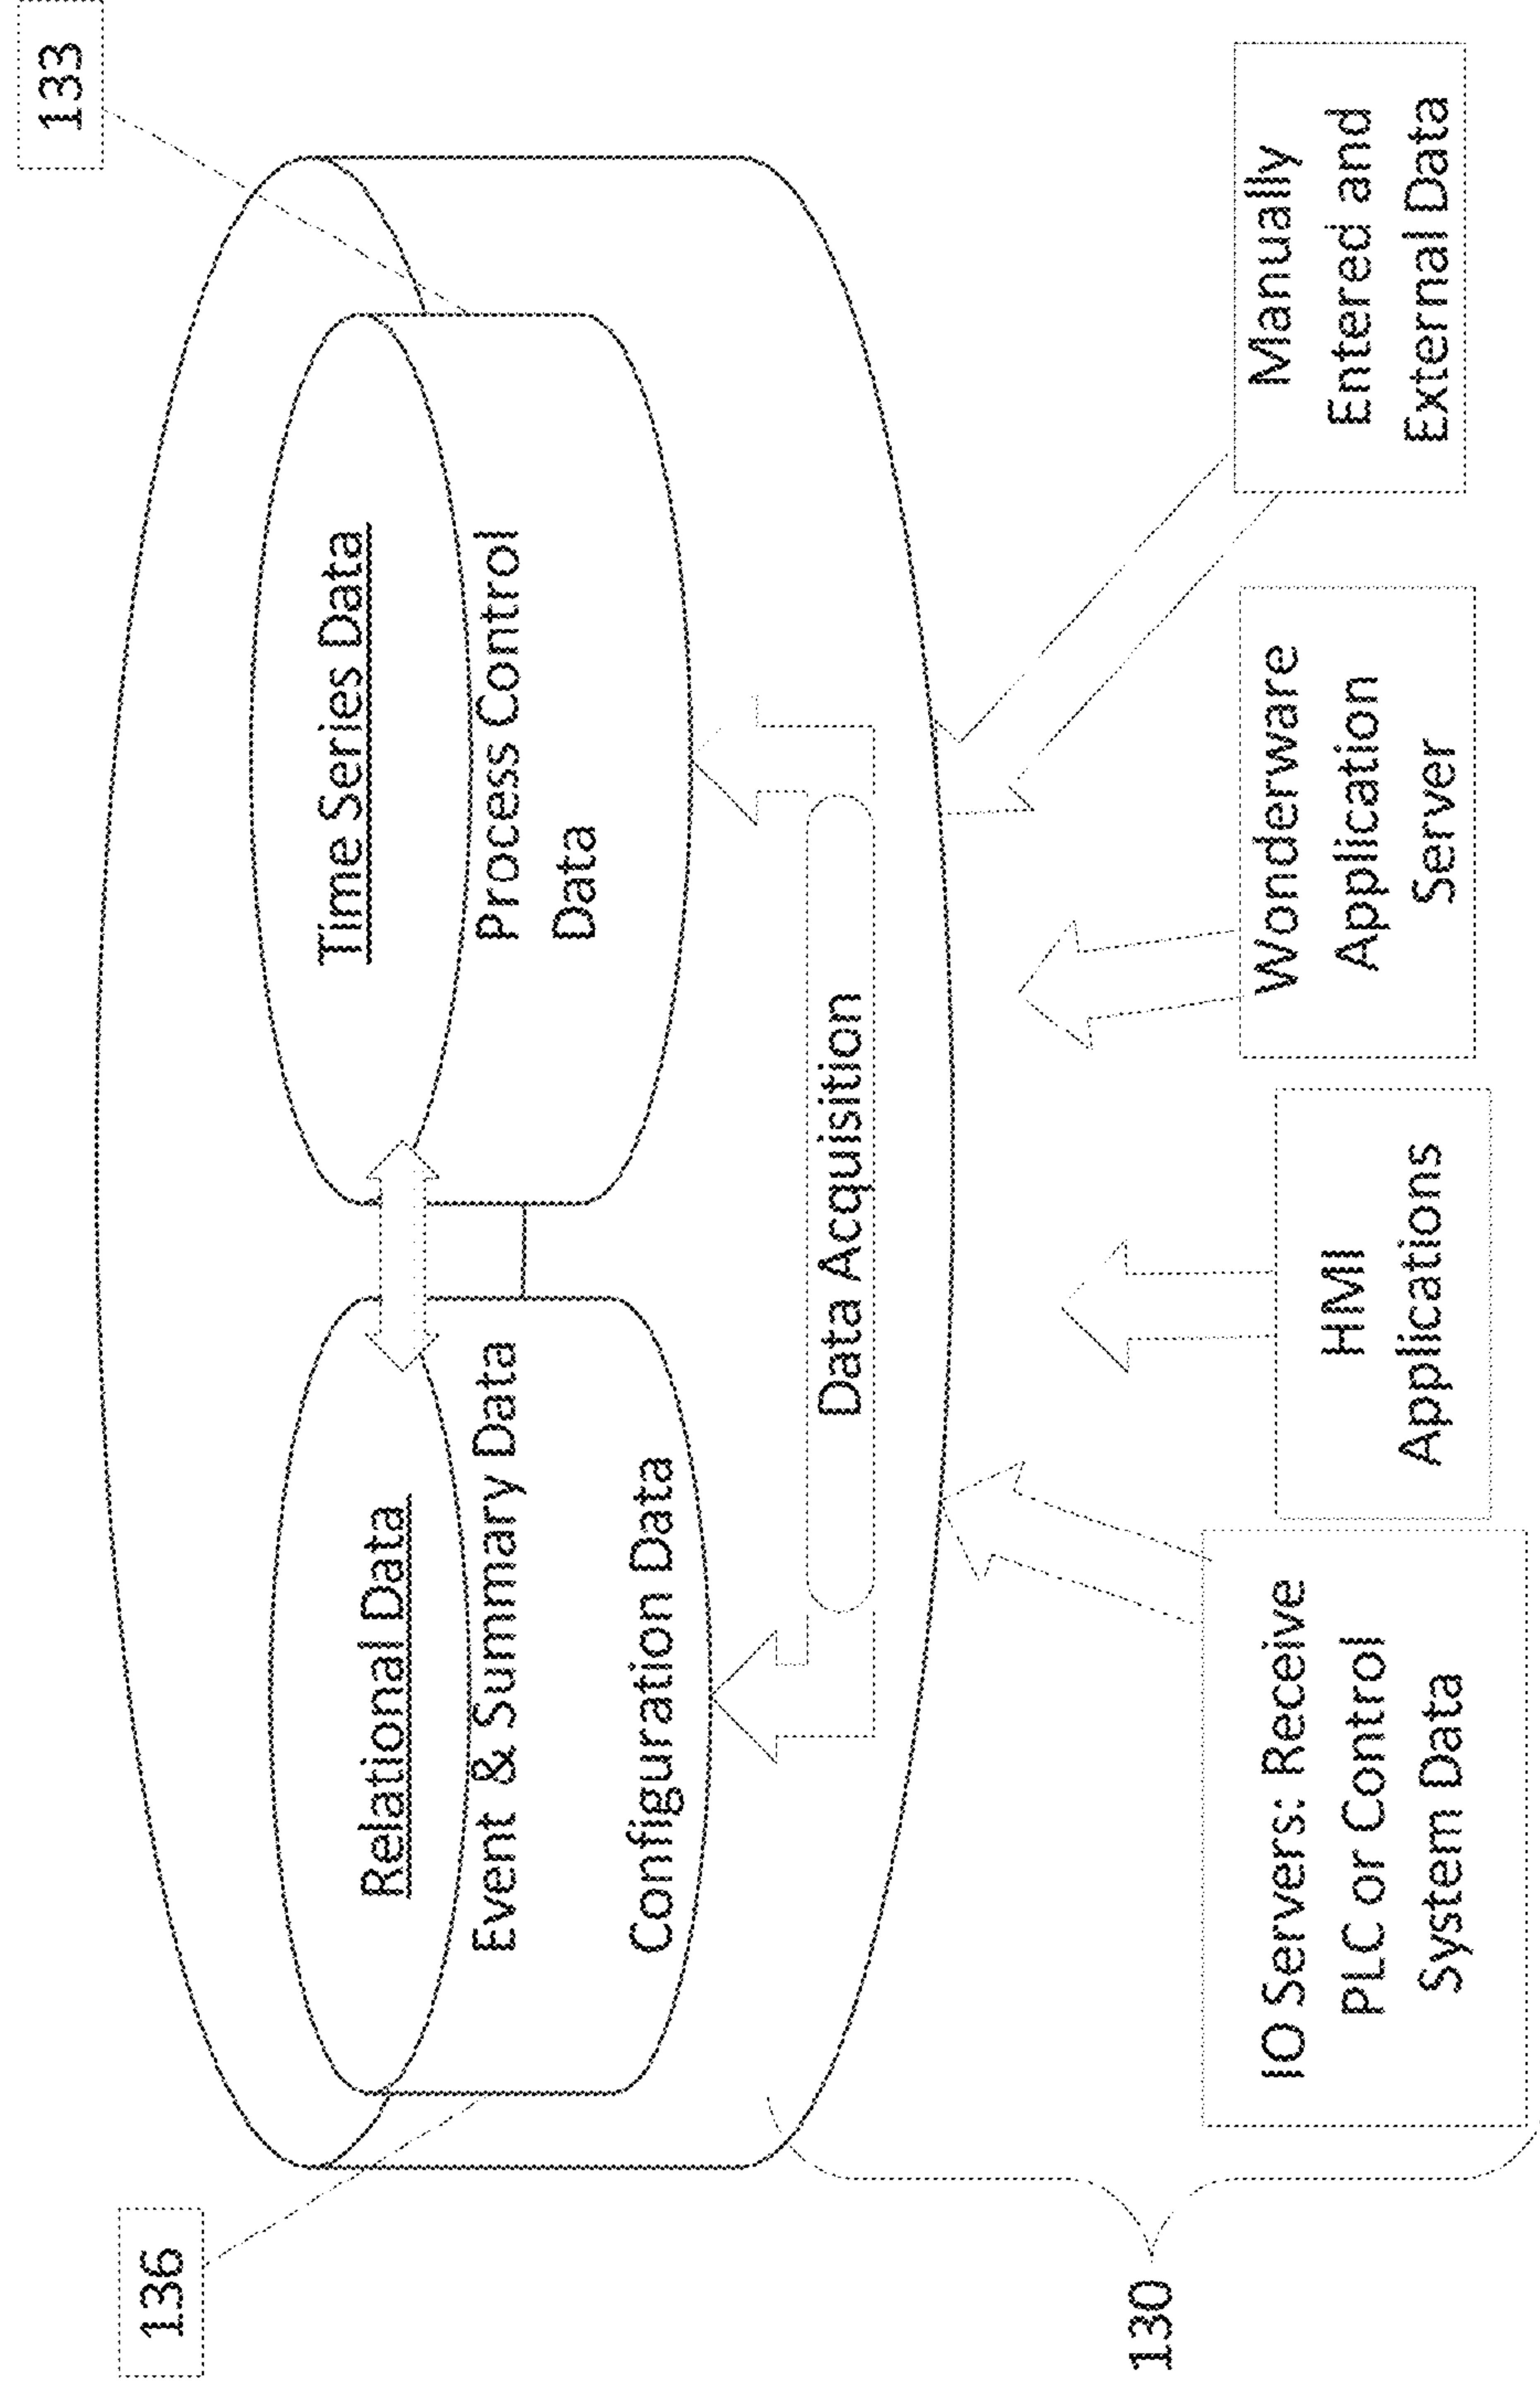 136
133
Relational Data
Event & Summary Data
Configuration Data
Time Series Data
Process Control
Data
Data Acquisition
130
IO Servers: Receive
PLC or Control
System Data
HMI
Applications
Wonderware
Application
Server
Manually
Entered and
External Data